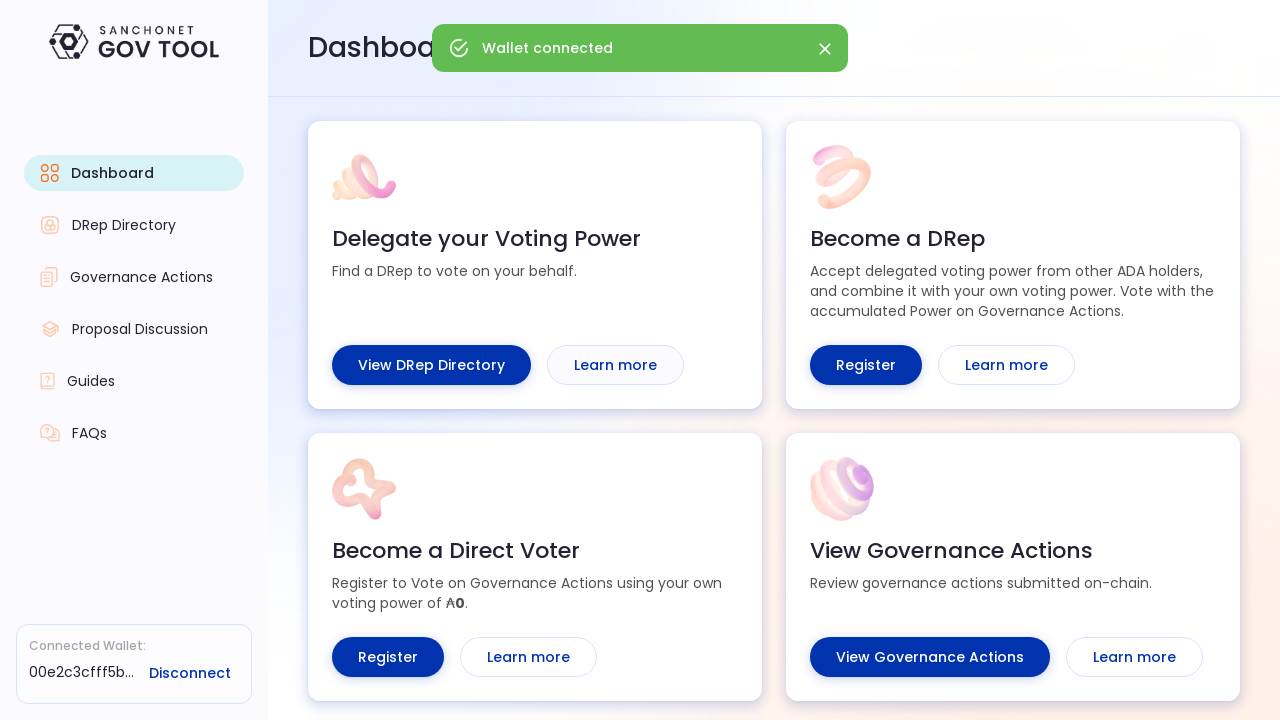 SANCHONET
GOV TOOL
Dashboard
DRep Directory
Governance Actions
Proposal Discussion
Guides
FAQs
Connected Wallet:
00e2c3cfff5b...
Disconnect
Dashboa
Wallet connected
Delegate your Voting Power
Find a DRep to vote on your behalf.
View DRep Directory
Learn more
Become a DRep
Accept delegated voting power from other ADA holders,
and combine it with your own voting power. Vote with the
accumulated Power on Governance Actions.
Register
Learn more
Become a Direct Voter
Register to Vote on Governance Actions using your own
voting power of ₳0.
Register
Learn more
View Governance Actions
Review governance actions submitted on-chain.
View Governance Actions
Learn more